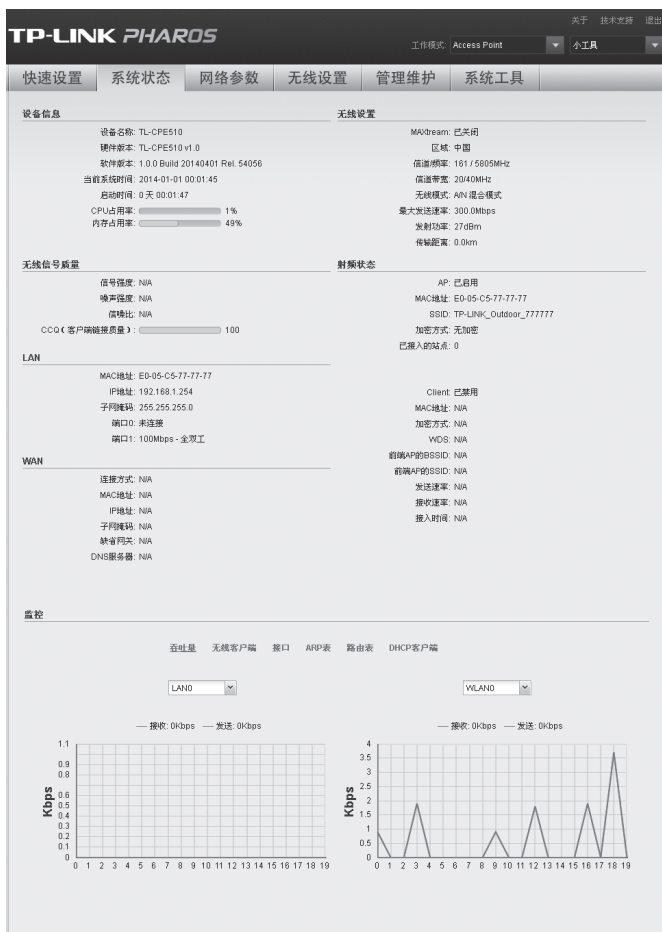 关于 技术支持 退出
TP-LINK PHAROS
工作模式: Access Point 小工具
快速设置 系统状态 网络参数 无线设置 管理维护 系统工具
设备信息
设备名称: TL-CPE510
硬件版本: TL-CPE510 v1.0
软件版本: 1.0.0 Build 20140401 Rel. 54056
当前系统时间: 2014-01-01 00:01:45
启动时间: 0 天 00:01:47
CPU占用率: 1%
内存占用率: 49%
无线设置
MAXtream: 已关闭
区域: 中国
信道/频率: 161 / 5805MHz
信道带宽: 20/40MHz
无线模式: A/N 混合模式
最大发送速率: 300.0Mbps
发射功率: 27dBm
传输距离: 0.0km
无线信号质量
信号强度: N/A
噪声强度: N/A
信噪比: N/A
CCQ ( 客户端链接质量 ) : 100
射频状态
AP: 已启用
MAC地址: E0-05-C5-77-77-77
SSID: TP-LINK_Outdoor_777777
加密方式: 无加密
已接入的站点: 0
LAN
MAC地址: E0-05-C5-77-77-77
IP地址: 192.168.1.254
子网掩码: 255.255.255.0
端口0: 未连接
端口1: 100Mbps - 全双工
Client: 已禁用
MAC地址: N/A
加密方式: N/A
WDS: N/A
前端AP的BSSID: N/A
前端AP的SSID: N/A
发送速率: N/A
接收速率: N/A
接入时间: N/A
WAN
连接方式: N/A
MAC地址: N/A
IP地址: N/A
子网掩码: N/A
缺省网关: N/A
DNS服务器: N/A
监控
吞吐量 无线客户端 接口 ARP表 路由表 DHCP客户端
LAN0
— 接收: 0Kbps — 发送: 0Kbps
Kbps
1.1
0.9
0.8
0.6
0.5
0.4
0.3
0.2
0.1
0
0 1 2 3 4 5 6 7 8 9 10 11 12 13 14 15 16 17 18 19
WLAN0
— 接收: 0Kbps — 发送: 0Kbps
Kbps
4
3.5
3
2.5
2
1.5
1
0.5
0
0 1 2 3 4 5 6 7 8 9 10 11 12 13 14 15 16 17 18 19